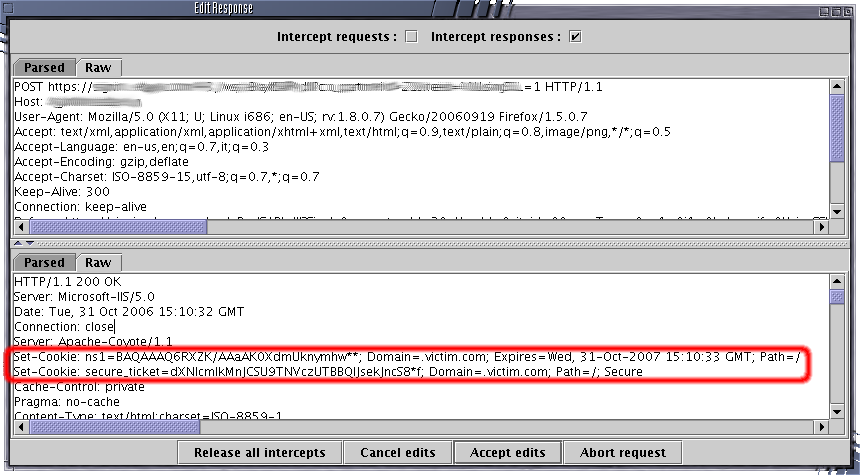 Edit Response
Intercept requests : Intercept responses :
Parsed Raw
POST https:// =1 HTTP/1.1
Host:
User-Agent: Mozilla/5.0 (X11; U; Linux i686; en-US; rv:1.8.0.7) Gecko/20060919 Firefox/1.5.0.7
Accept: text/xml,application/xml,application/xhtml+xml,text/html;q=0.9,text/plain;q=0.8,image/png,*/*;q=0.5
Accept-Language: en-us,en;q=0.7,it;q=0.3
Accept-Encoding: gzip,deflate
Accept-Charset: ISO-8859-15,utf-8;q=0.7,*;q=0.7
Keep-Alive: 300
Connection: keep-alive
Parsed Raw
HTTP/1.1 200 OK
Server: Microsoft-IIS/5.0
Date: Tue, 31 Oct 2006 15:10:32 GMT
Connection: close
Server: Apache-Coyote/1.1
Set-Cookie: ns1=BAQAAAQ6RXZK/AAaAK0XdmUknymhw**; Domain=.victim.com; Expires=Wed, 31-Oct-2007 15:10:33 GMT; Path=/
Set-Cookie: secure_ticket=dXNlcmlkMnJCSU9TNVczUTBBQlJsekJncS8*f; Domain=.victim.com; Path=/; Secure
Cache-Control: private
Pragma: no-cache
Content-Type: text/html;charset=ISO-8859-1
Release all intercepts Cancel edits Accept edits Abort request